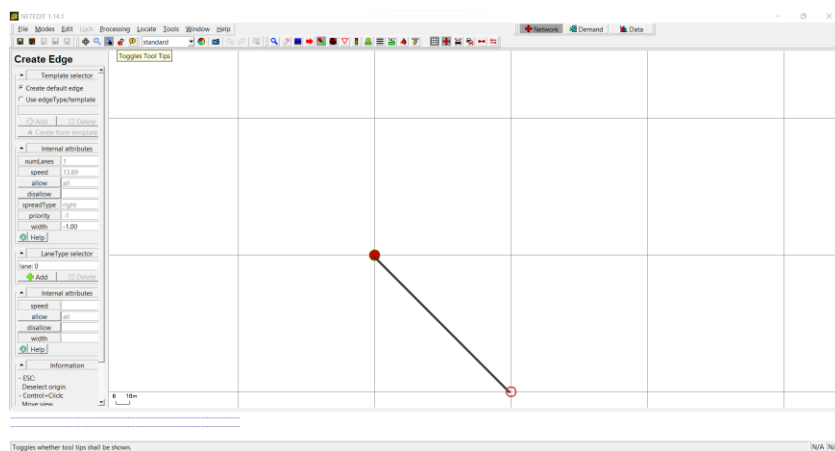 NETEDIT 1.14.1
File Modes Edit Lock Processing Locate Tools Window Help
Network Demand Data
standard
Create Edge
Toggles Tool Tips
Template selector
Create default edge
Use edgeType/template
Add Delete
Create from template
Internal attributes
numLanes 1
speed 13.89
allow all
disallow
spreadType right
priority -1
width -1.00
Help
LaneType selector
lane: 0
Add Delete
Internal attributes
speed
allow all
disallow
width
Help
Information
- ESC:
Deselect origin
- Control+Click:
Move view
0 10m
Toggles whether tool tips shall be shown.
N/A N/